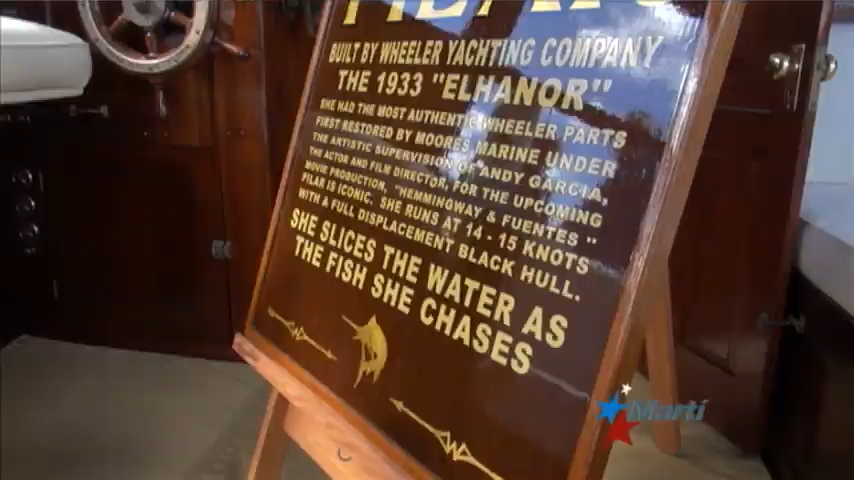 BUILT BY WHEELER YACHTING COMPANY
THE 1933 "ELHANOR"
SHE HAD THE MOST AUTHENTIC WHEELER PARTS
FIRST RESTORED BY MOORES MARINE UNDER
THE ARTISTIC SUPERVISION OF ANDY GARCIA,
THE ACTOR AND FILM DIRECTOR, FOR THE UPCOMING
MOVIE PRODUCTION, "HEMMINGWAY & FUENTES"
PILAR IS ICONIC. SHE RUNS AT 14 - 15 KNOTS
WITH A FULL DISPLACEMENT BLACK HULL.
SHE SLICES THE WATER AS
THE FISH SHE CHASES
Martí